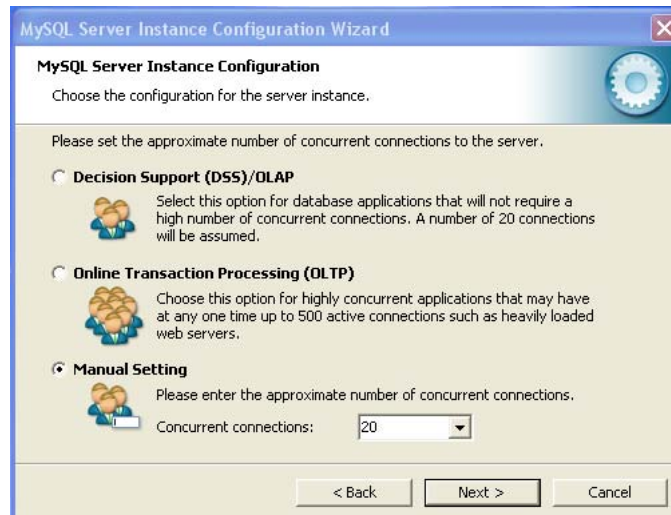 MySQL Server Instance Configuration Wizard
MySQL Server Instance Configuration
Choose the configuration for the server instance.
Please set the approximate number of concurrent connections to the server.
Decision Support (DSS)/OLAP
Select this option for database applications that will not require a
high number of concurrent connections. A number of 20 connections
will be assumed.
Online Transaction Processing (OLTP)
Choose this option for highly concurrent applications that may have
at any one time up to 500 active connections such as heavily loaded
web servers.
Manual Setting
Please enter the approximate number of concurrent connections.
Concurrent connections: 20
< Back Next > Cancel